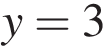 y = 3